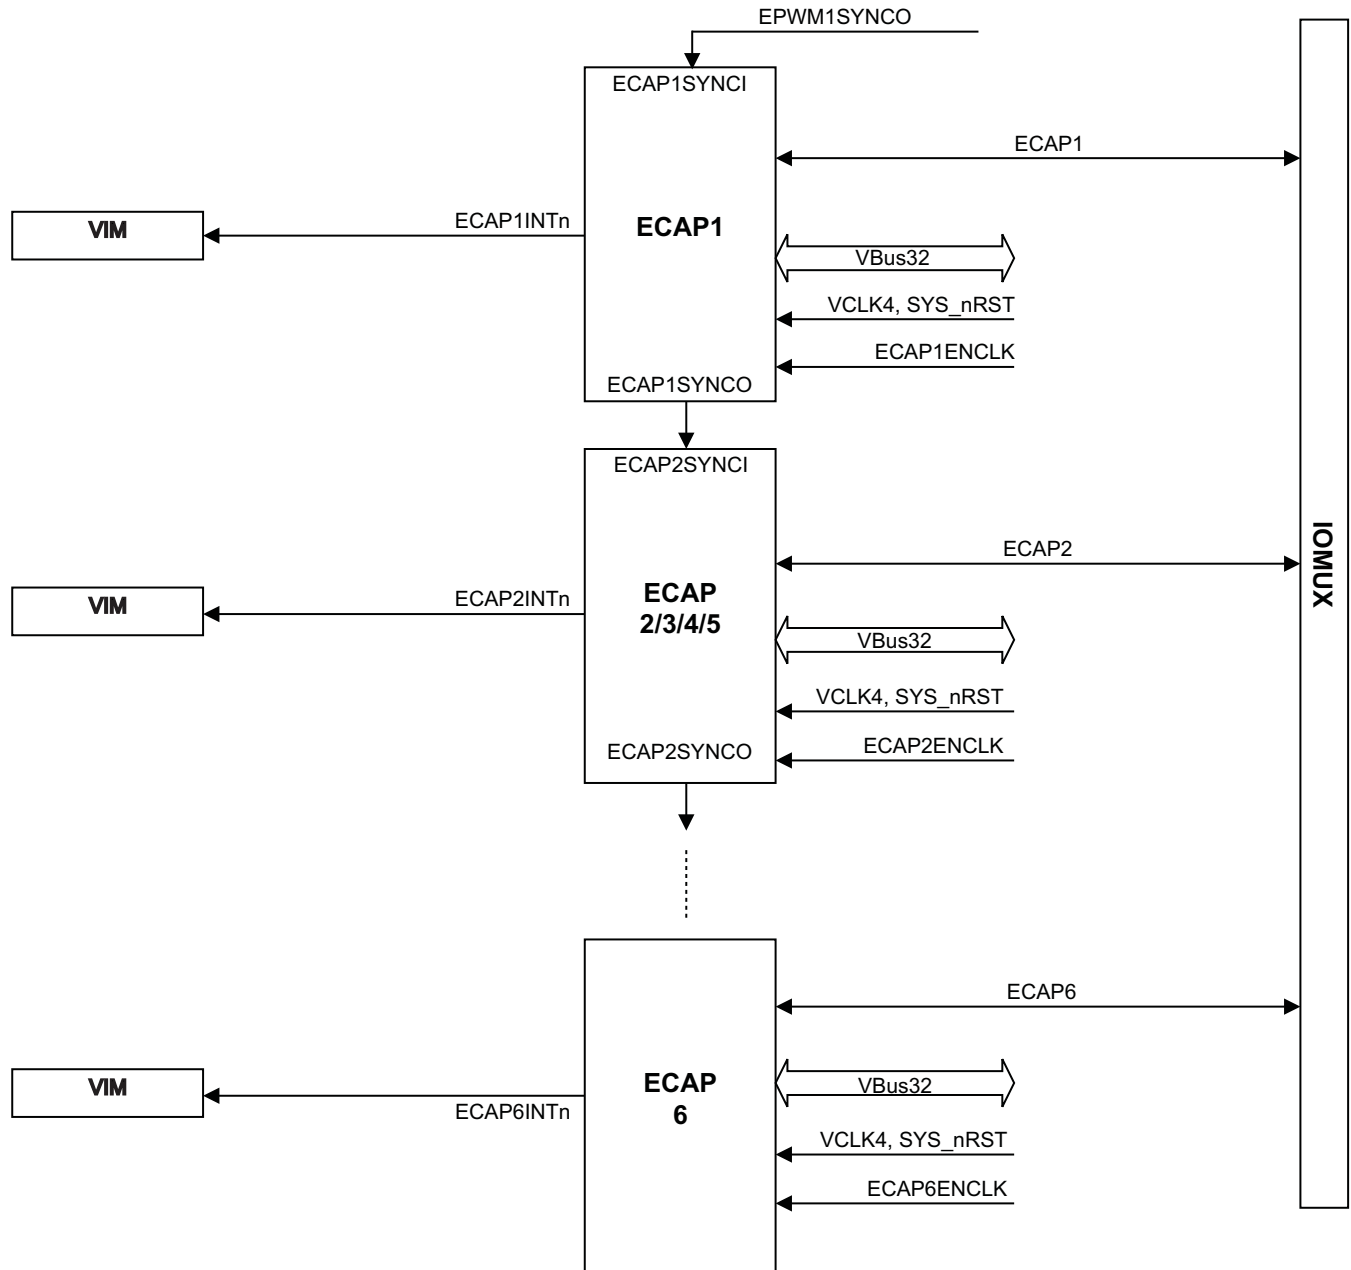 EPWM1SYNCO
ECAP1SYNCI
ECAP1
VIM
ECAP1INTn
ECAP1
VBus32
VCLK4, SYS_nRST
ECAP1ENCLK
ECAP1SYNCO
ECAP2SYNCI
ECAP2
IOMUX
VIM
ECAP2INTn
ECAP
2/3/4/5
VBus32
VCLK4, SYS_nRST
ECAP2SYNCO
ECAP2ENCLK
ECAP6
VIM
ECAP6INTn
ECAP
6
VBus32
VCLK4, SYS_nRST
ECAP6ENCLK